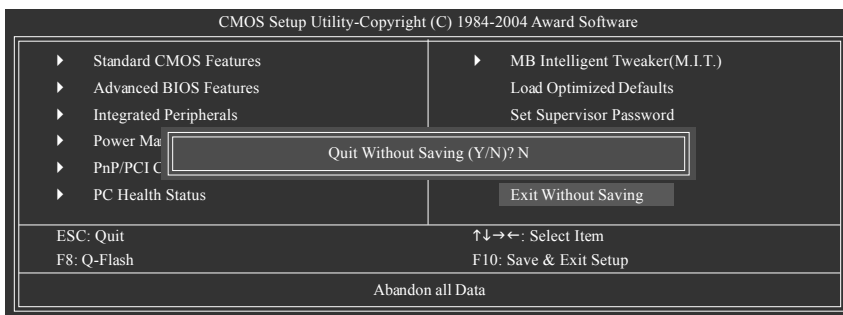 CMOS Setup Utility-Copyright (C) 1984-2004 Award Software
Standard CMOS Features
Advanced BIOS Features
Integrated Peripherals
Power Ma
PnP/PCI C
PC Health Status
MB Intelligent Tweaker(M.I.T.)
Load Optimized Defaults
Set Supervisor Password
Quit Without Saving (Y/N)? N
Exit Without Saving
ESC: Quit
↑↓→←: Select Item
F8: Q-Flash
F10: Save & Exit Setup
Abandon all Data